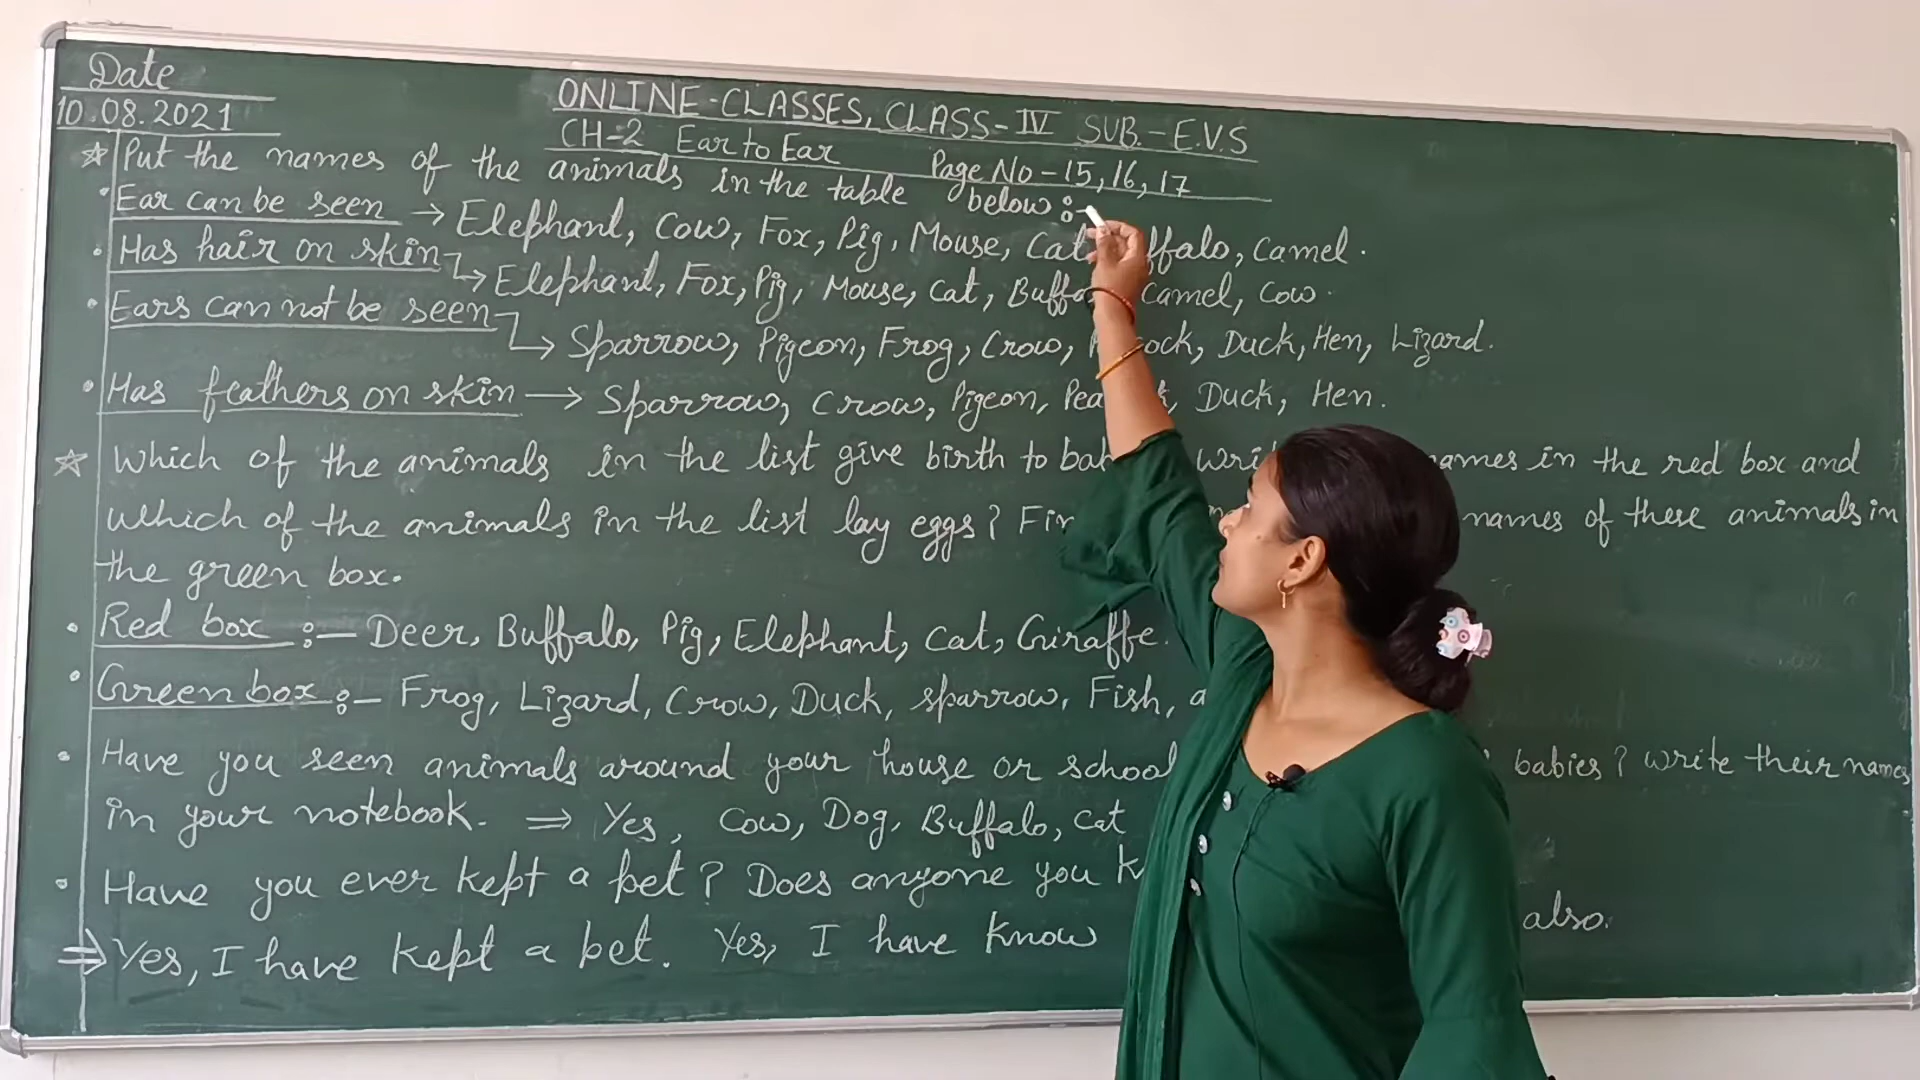 Date
10.08.2021
ONLINE-CLASSES, CLASS-IV SUB.-E.V.S
CH-2 Ear to Ear Page No-15, 16, 17
Put the names of the animals in the table below :-
Ear can be seen → Elephant, Cow, Fox, Pig, Mouse, Cat, Camel.
Has hair on skin → Elephant, Fox, Pig, Mouse, Cat, Camel, Cow.
Ears can not be seen → Sparrow, Pigeon, Frog, Crow, Duck, Hen, Lizard.
Has feathers on skin → Sparrow, Crow, Pigeon, Duck, Hen.
Which of the animals in the list give birth to names in the red box and
which of the animals in the list lay eggs? names of these animals in
the green box.
Red box :- Deer, Buffalo, Pig, Elephant, Cat, Giraffe.
Green box :- Frog, Lizard, Crow, Duck, sparrow, Fish,
Have you seen animals around your house or school babies? write their names
in your notebook. ⇒ Yes, Cow, Dog, Buffalo, cat
Have you ever kept a pet? Does anyone you
⇒ Yes, I have kept a pet. Yes, I have know also.